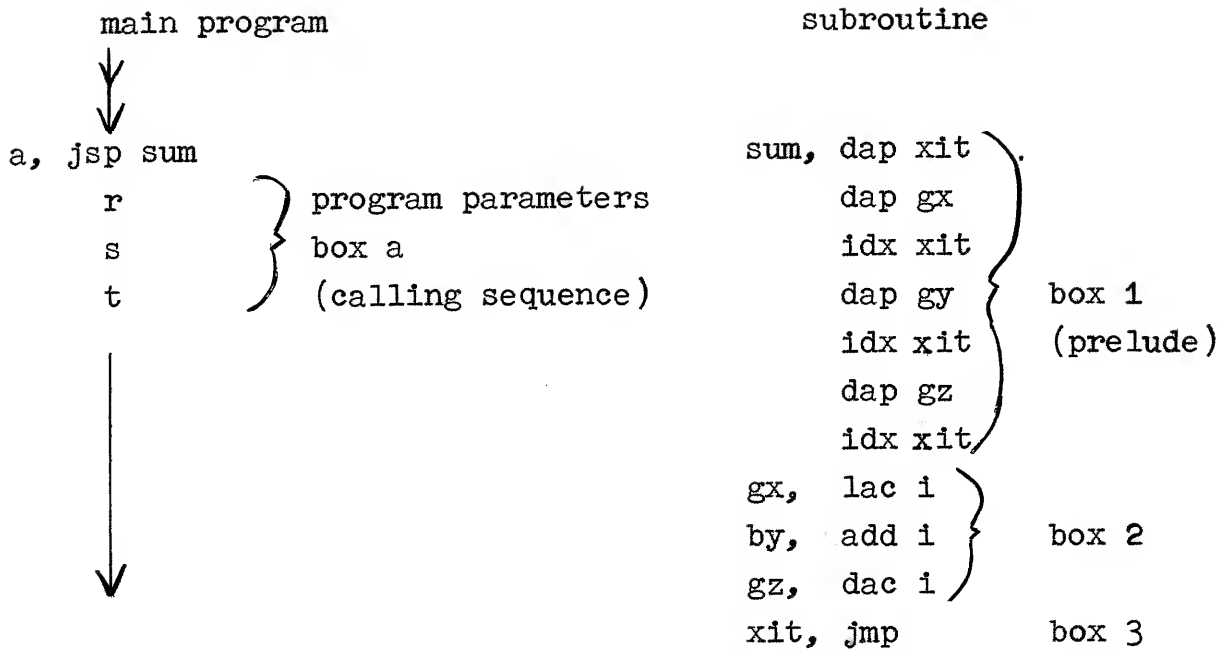 main program
subroutine
a, jsp sum
r
s
t
program parameters
box a
(calling sequence)
sum, dap xit
dap gx
idx xit
dap gy
idx xit
dap gz
idx xit
box 1
(prelude)
gx, lac i
by, add i
gz, dac i
box 2
xit, jmp box 3